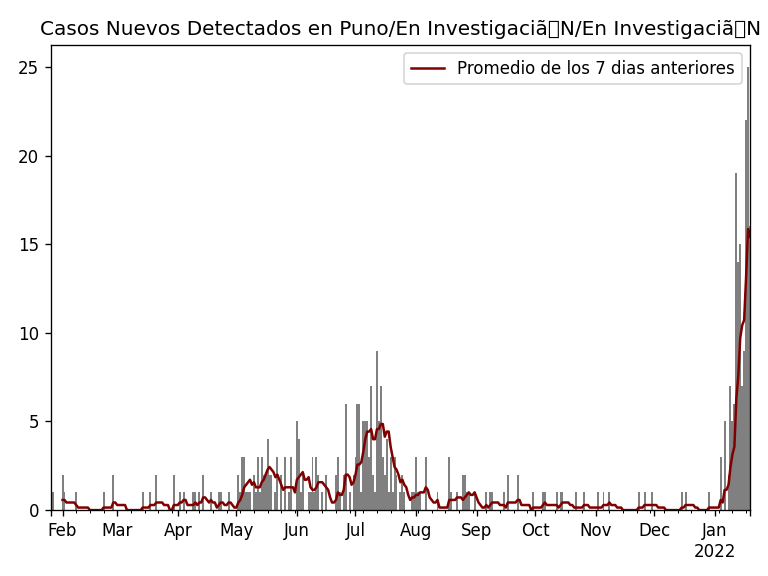 Casos Nuevos Detectados en Puno/En Investigaciã▯N/En Investigaciã▯N
Promedio de los 7 dias anteriores
25
20
15
10
5
0
Feb Mar Apr May Jun Jul Aug Sep Oct Nov Dec Jan
2022